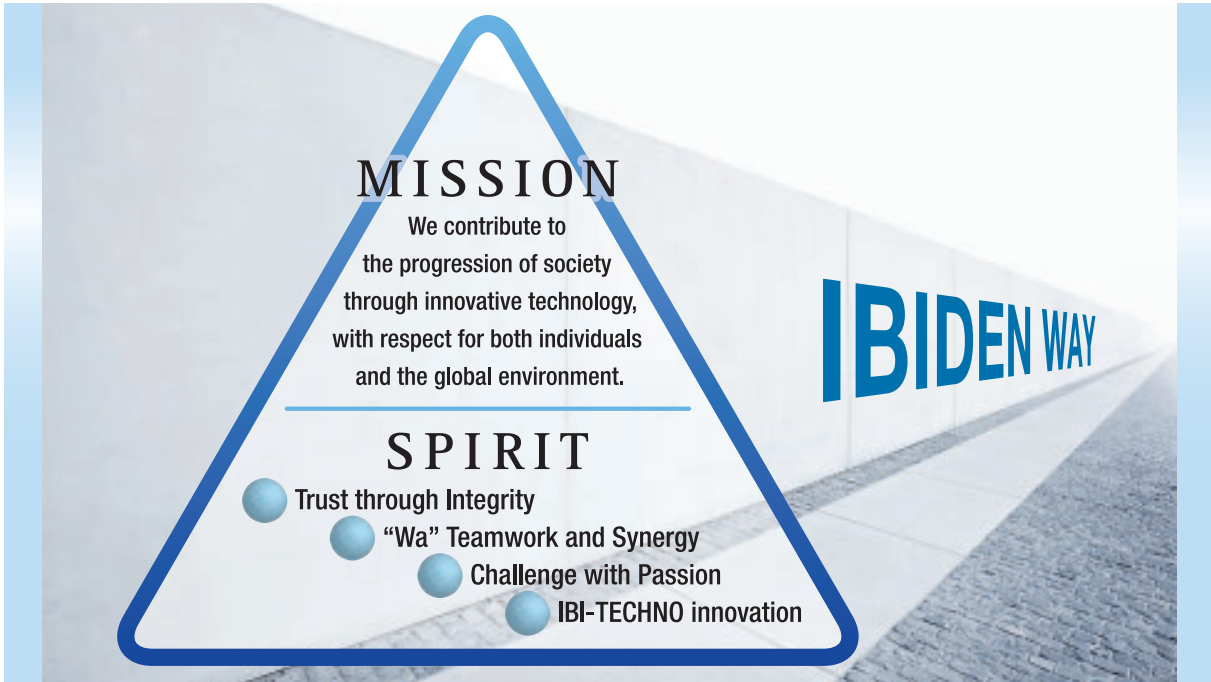 MISSION
We contribute to
the progression of society
through innovative technology,
with respect for both individuals
and the global environment.
SPIRIT
Trust through Integrity
“Wa” Teamwork and Synergy
Challenge with Passion
IBI-TECHNO innovation
IBIDEN WAY